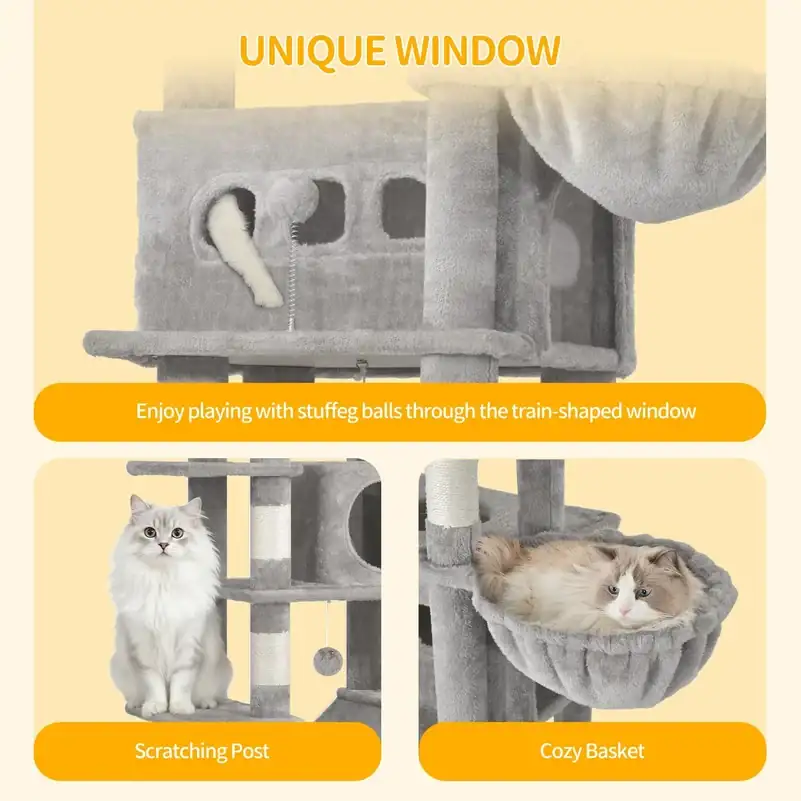 UNIQUE WINDOW
Enjoy playing with stuffeg balls through the train-shaped window
Scratching Post
Cozy Basket